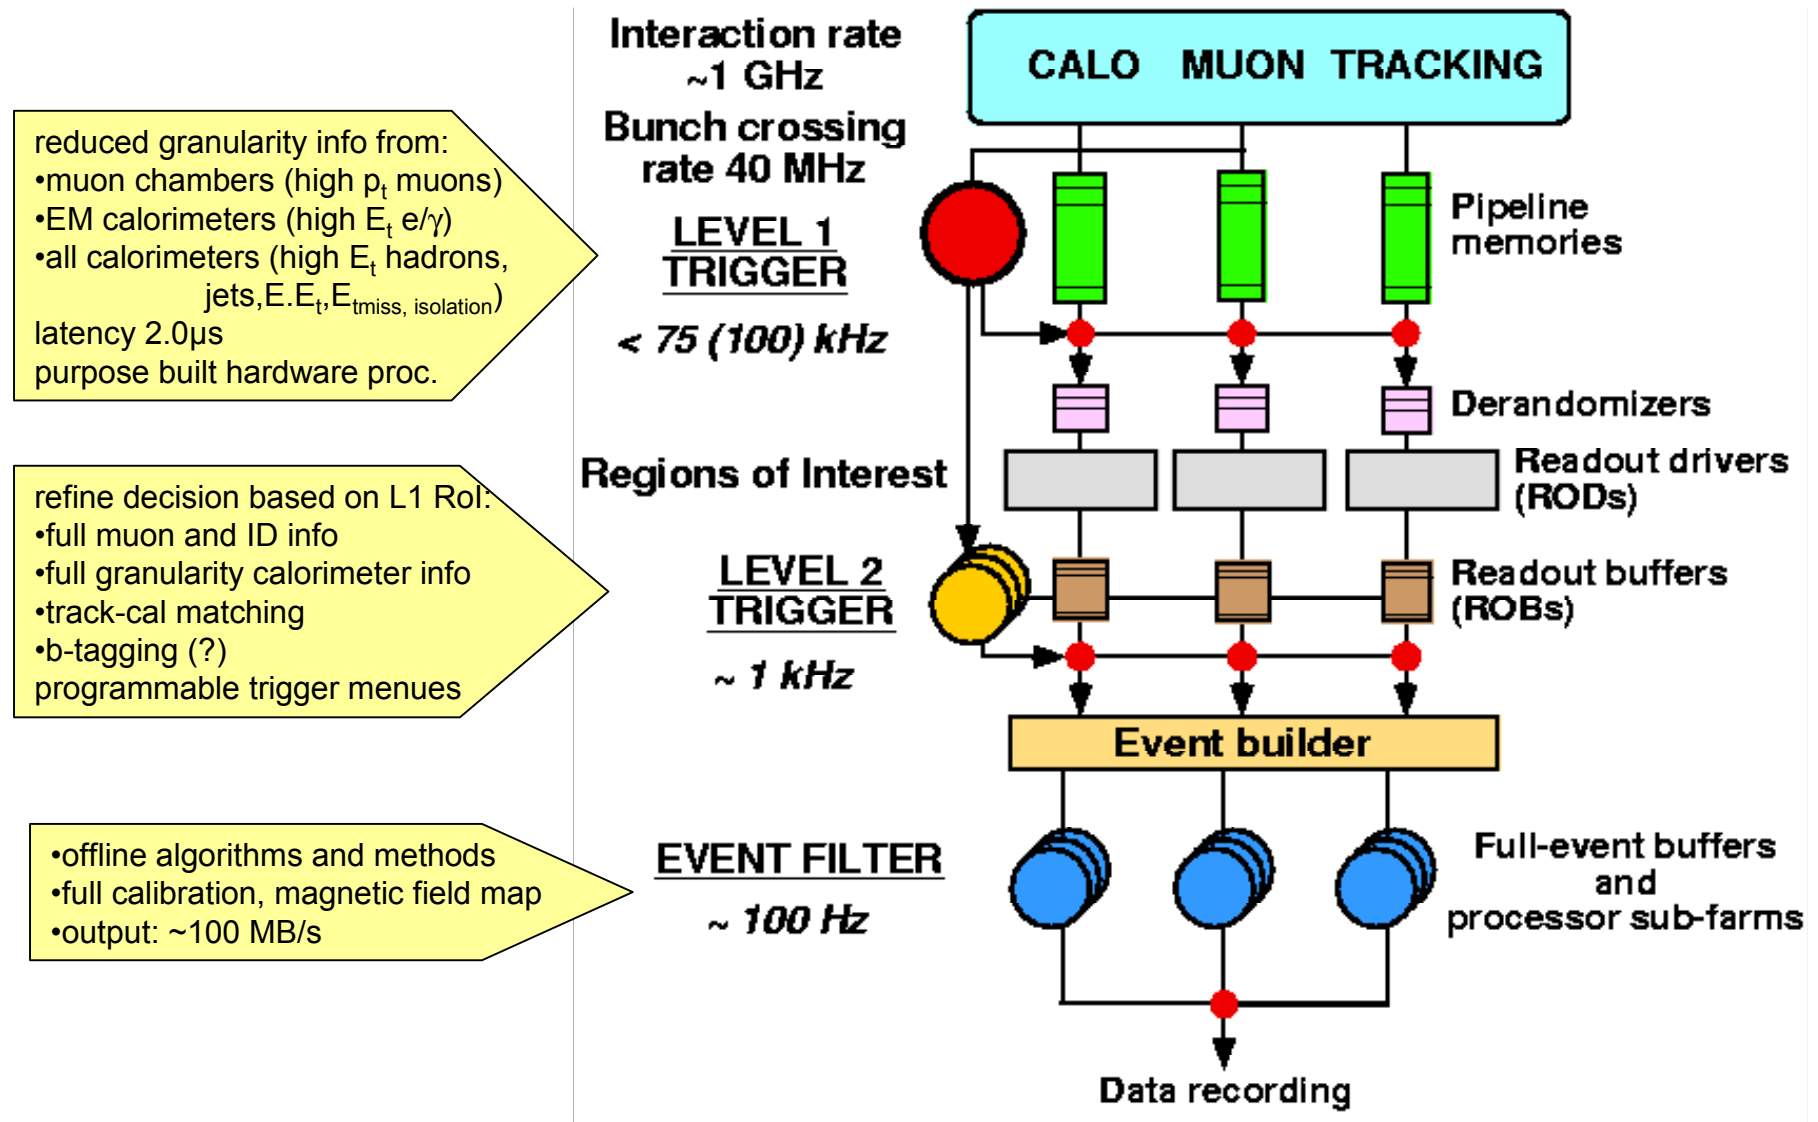 Interaction rate
~1 GHz
CALO MUON TRACKING
Bunch crossing
rate 40 MHz
reduced granularity info from:
•muon chambers (high pt muons)
•EM calorimeters (high Et e/γ)
•all calorimeters (high Et hadrons,
jets,E.Et,Etmiss, isolation)
latency 2.0µs
purpose built hardware proc.
LEVEL 1
TRIGGER
< 75 (100) kHz
Pipeline
memories
Derandomizers
Regions of Interest
Readout drivers
(RODs)
refine decision based on L1 RoI:
•full muon and ID info
•full granularity calorimeter info
•track-cal matching
•b-tagging (?)
programmable trigger menues
LEVEL 2
TRIGGER
~ 1 kHz
Readout buffers
(ROBs)
Event builder
•offline algorithms and methods
•full calibration, magnetic field map
•output: ~100 MB/s
EVENT FILTER
~ 100 Hz
Full-event buffers
and
processor sub-farms
Data recording